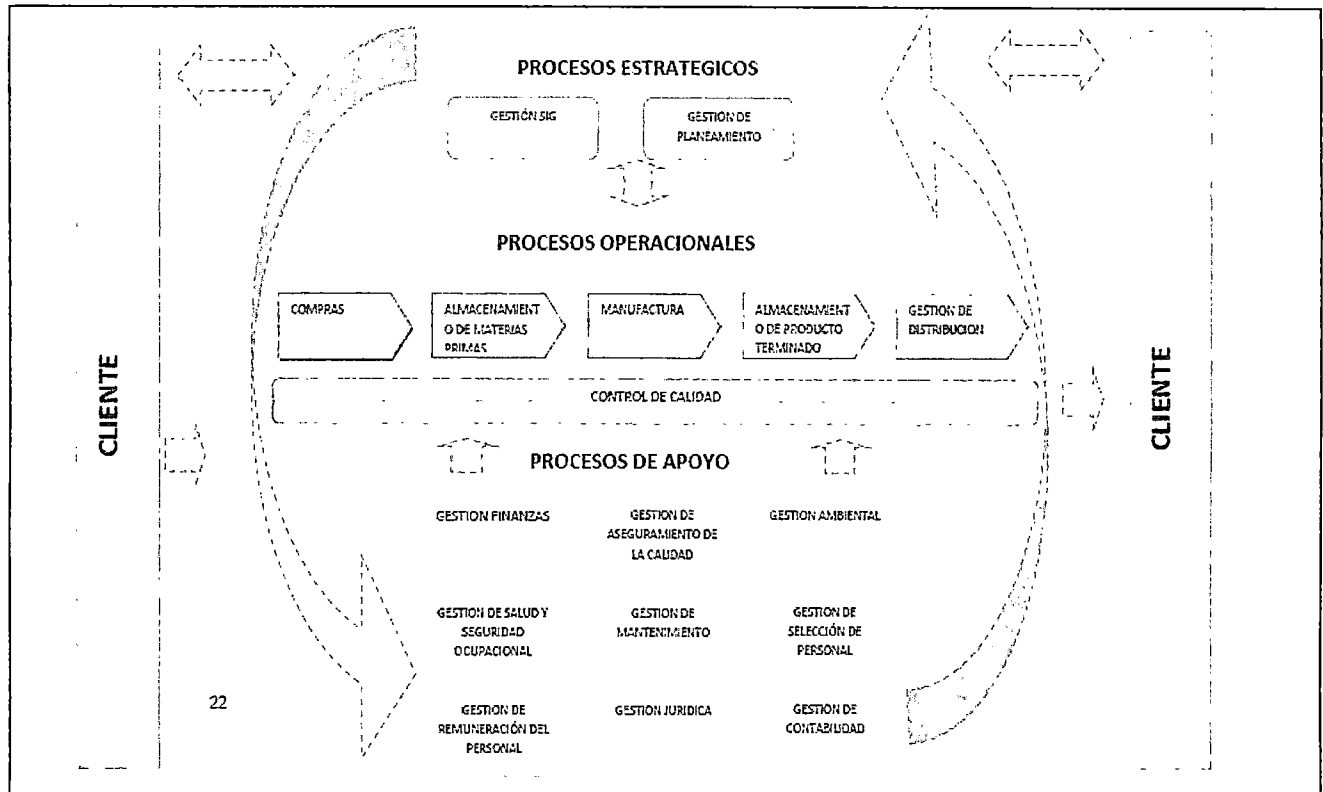 PROCESOS ESTRATEGICOS
GESTIÓN SIG
GESTIÓN DE
PLANEAMIENTO
PROCESOS OPERACIONALES
COMPRAS
ALMACENAMIENT
O DE MATERIAS
PRIMAS
MANUFACTURA
ALMACENAMIENT
O DE PRODUCTO
TERMINADO
GESTION DE
DISTRIBUCION
CONTROL DE CALIDAD
CLIENTE
CLIENTE
PROCESOS DE APOYO
GESTION FINANZAS
GESTION DE
ASEGURAMIENTO DE
LA CALIDAD
GESTION AMBIENTAL
GESTION DE SALUD Y
SEGURIDAD
OCUPACIONAL
GESTION DE
MANTENIMIENTO
GESTION DE
SELECCIÓN DE
PERSONAL
22
GESTION DE
REMUNERACIÓN DEL
PERSONAL
GESTION JURIDICA
GESTION DE
CONTABILIDAD